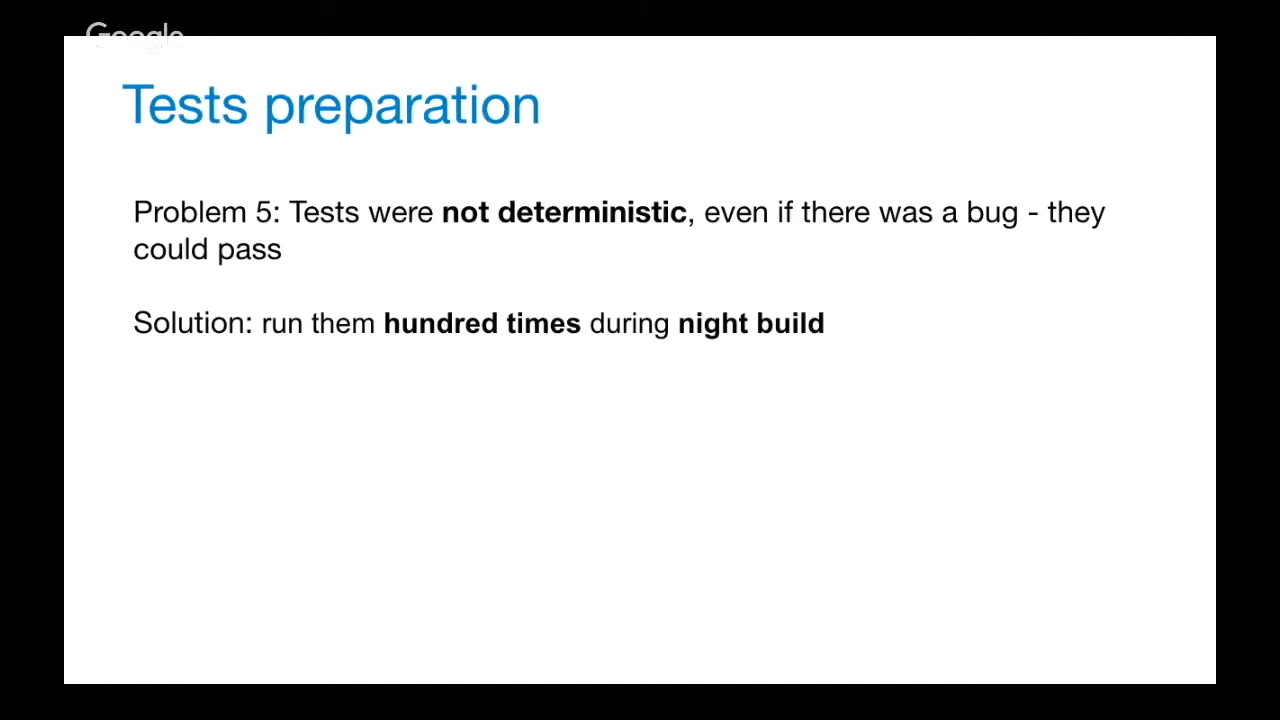 Google
Tests preparation
Problem 5: Tests were not deterministic, even if there was a bug - they
could pass
Solution: run them hundred times during night build